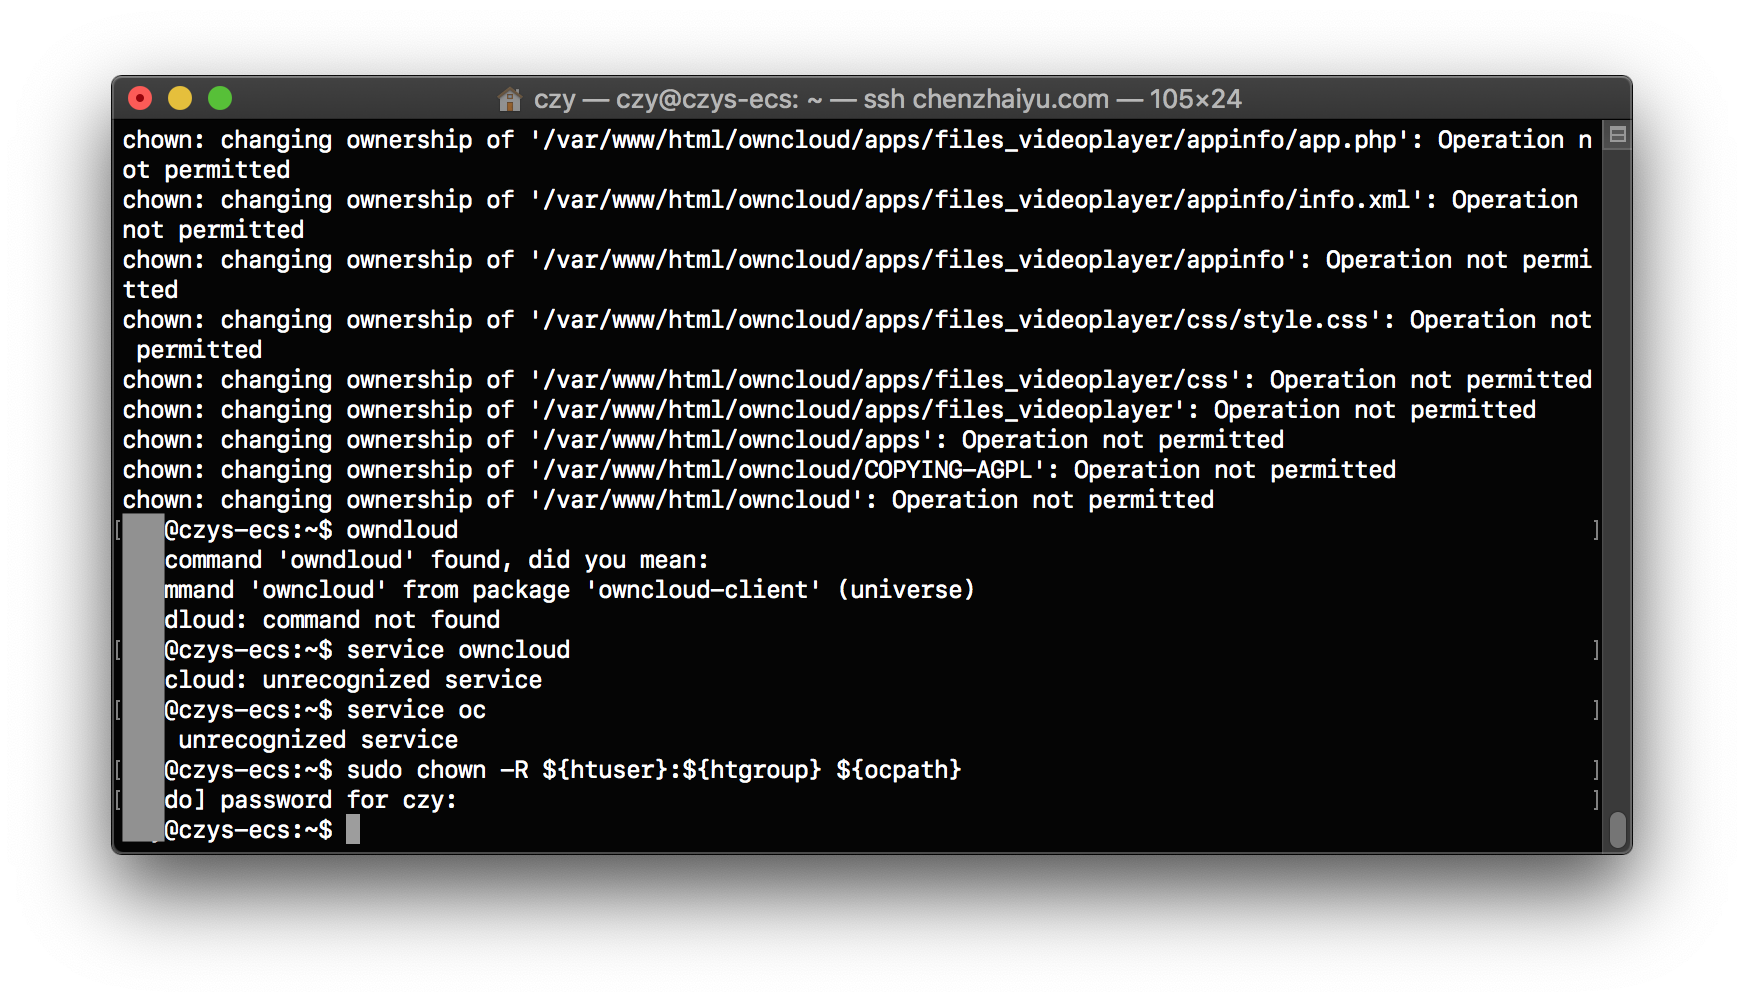 czy — czy@czys-ecs: ~ — ssh chenzhaiyu.com — 105×24
chown: changing ownership of '/var/www/html/owncloud/apps/files_videoplayer/appinfo/app.php': Operation n
ot permitted
chown: changing ownership of '/var/www/html/owncloud/apps/files_videoplayer/appinfo/info.xml': Operation
not permitted
chown: changing ownership of '/var/www/html/owncloud/apps/files_videoplayer/appinfo': Operation not permi
tted
chown: changing ownership of '/var/www/html/owncloud/apps/files_videoplayer/css/style.css': Operation not
 permitted
chown: changing ownership of '/var/www/html/owncloud/apps/files_videoplayer/css': Operation not permitted
chown: changing ownership of '/var/www/html/owncloud/apps/files_videoplayer': Operation not permitted
chown: changing ownership of '/var/www/html/owncloud/apps': Operation not permitted
chown: changing ownership of '/var/www/html/owncloud/COPYING-AGPL': Operation not permitted
chown: changing ownership of '/var/www/html/owncloud': Operation not permitted
[@czys-ecs:~$ owndloud ]
command 'owndloud' found, did you mean:
mmand 'owncloud' from package 'owncloud-client' (universe)
dloud: command not found
[@czys-ecs:~$ service owncloud ]
cloud: unrecognized service
[@czys-ecs:~$ service oc ]
unrecognized service
[@czys-ecs:~$ sudo chown -R ${htuser}:${htgroup} ${ocpath} ]
[do] password for czy: ]
@czys-ecs:~$